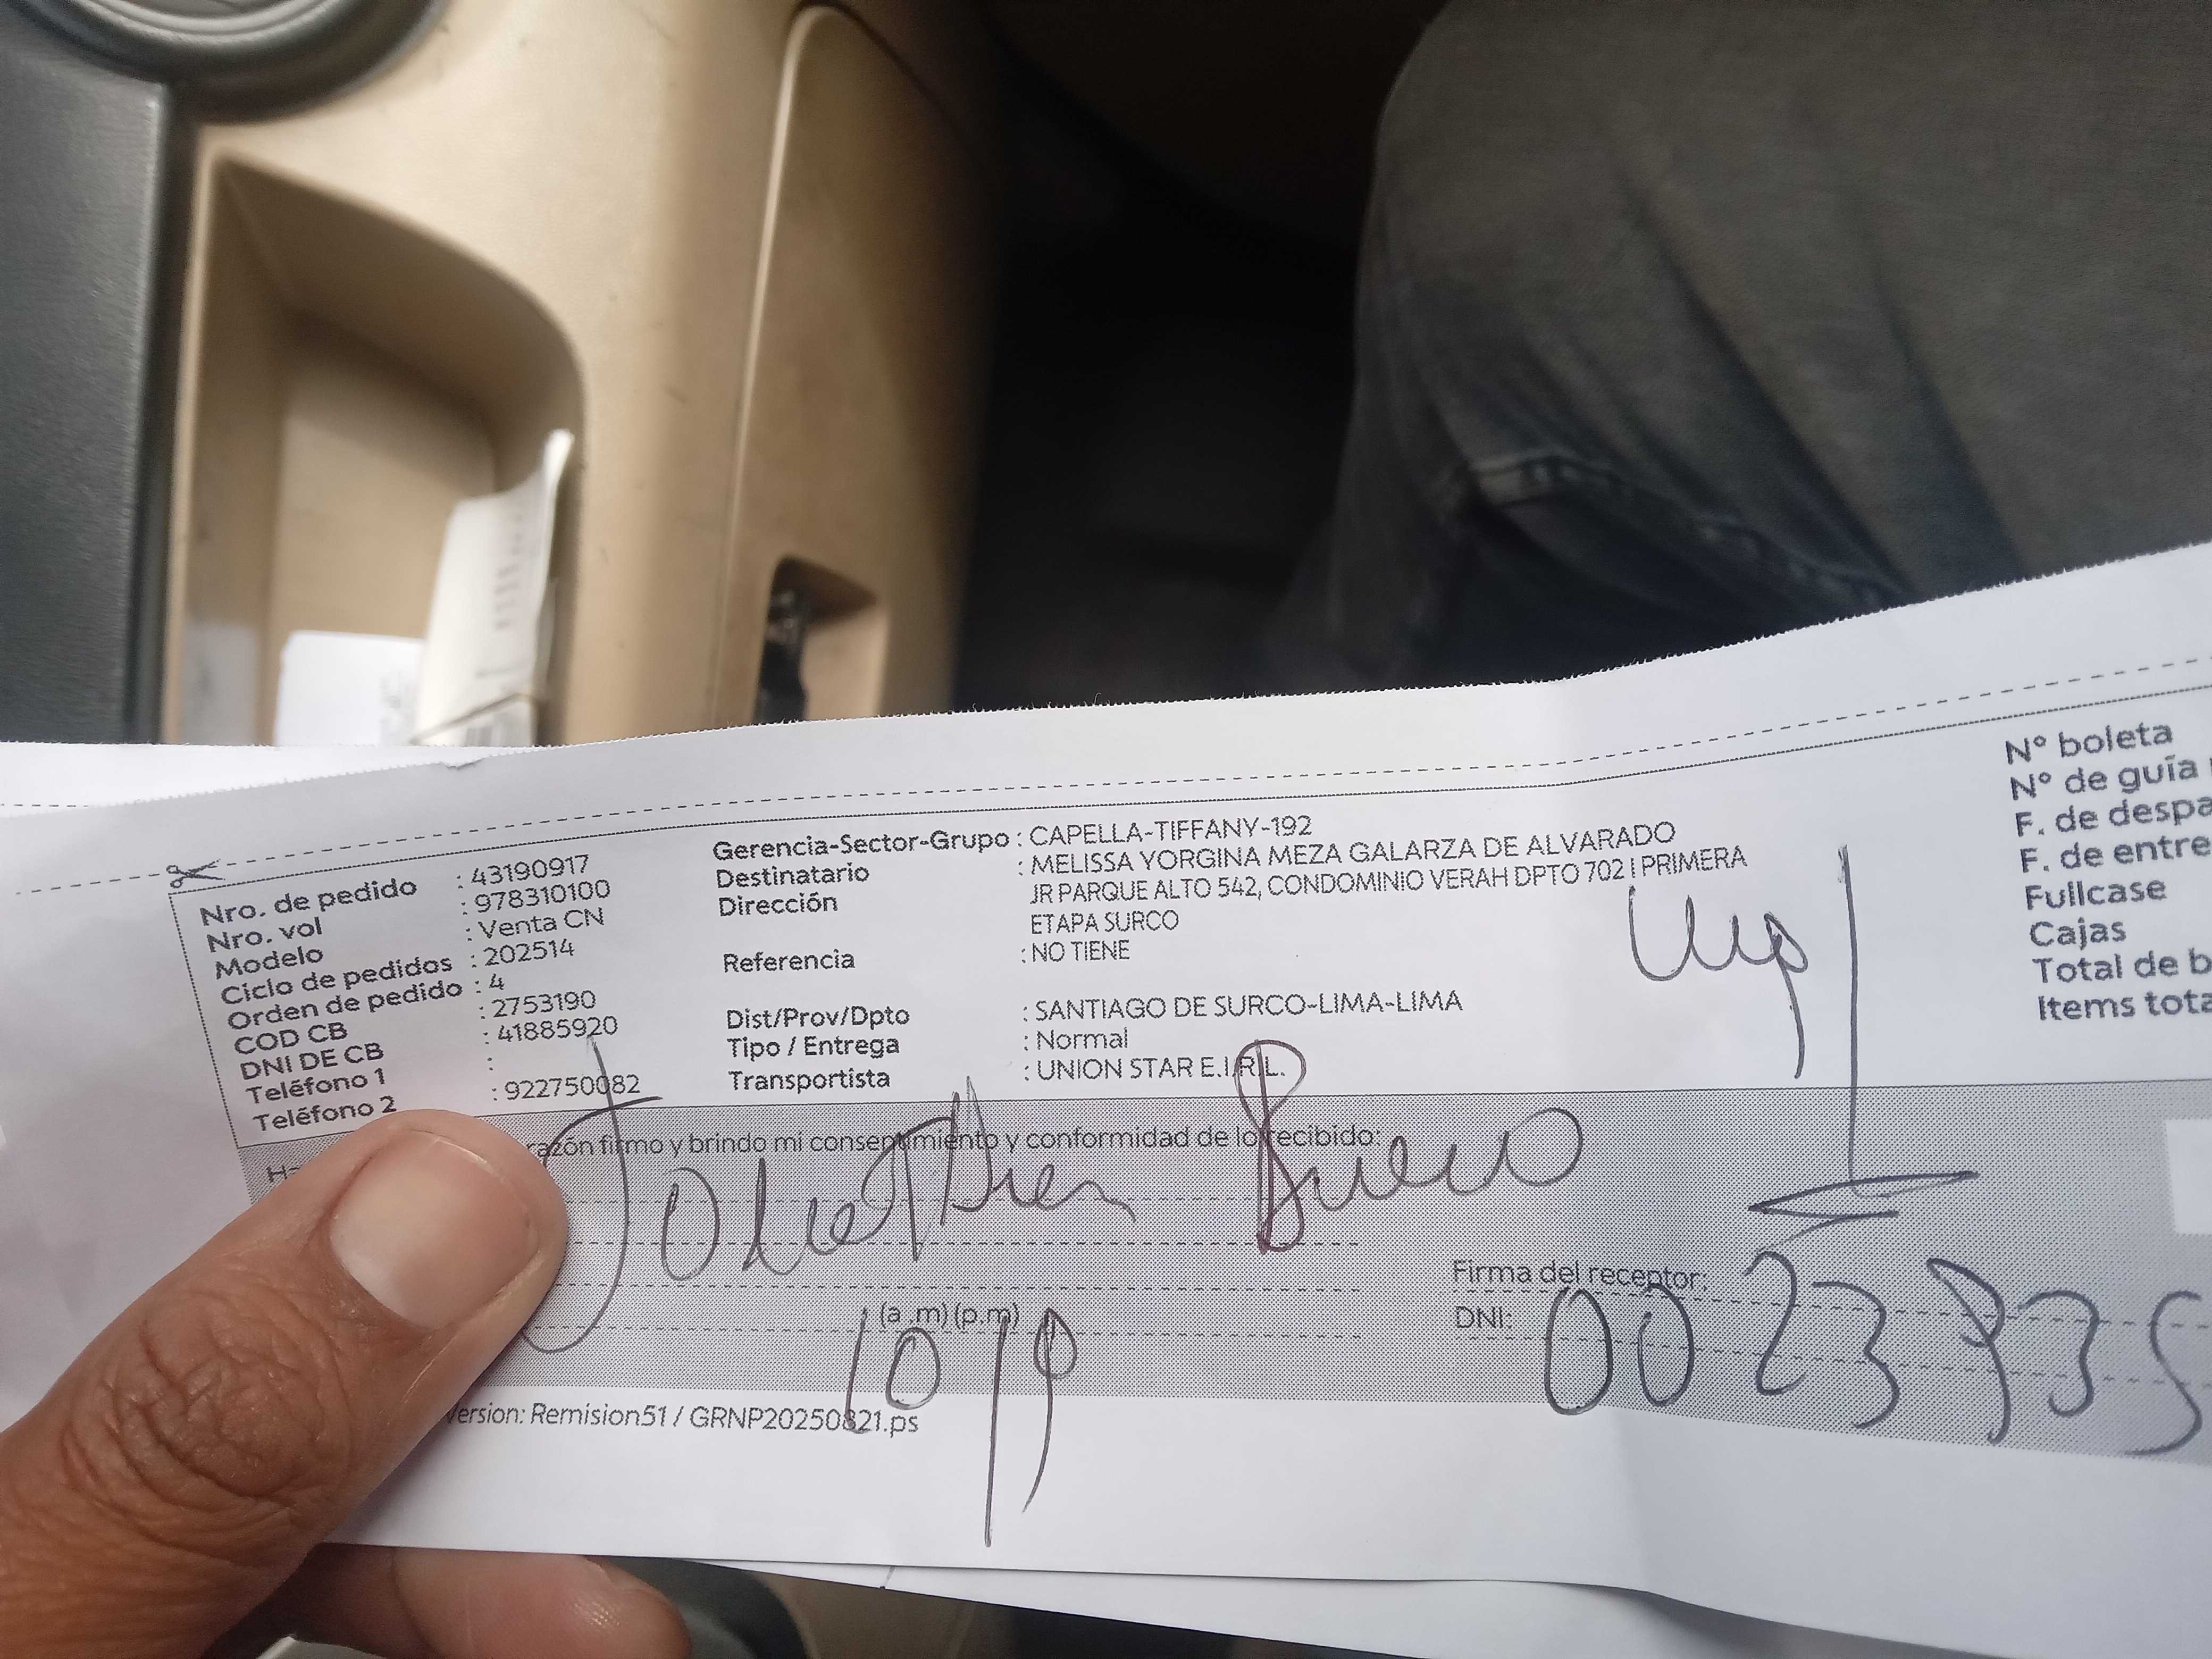 Nro. de pedido : 43190917
Nro. vol : 978310100
Modelo : Venta CN
Ciclo de pedidos : 202514
Orden de pedido : 4
COD CB : 2753190
DNI DE CB : 41885920
Teléfono 1 :
Teléfono 2 : 922750082
Gerencia-Sector-Grupo : CAPELLA-TIFFANY-192
Destinatario : MELISSA YORGINA MEZA GALARZA DE ALVARADO
Dirección JR PARQUE ALTO 542, CONDOMINIO VERAH DPTO 702 | PRIMERA
ETAPA SURCO
Referencia : NO TIENE
Dist/Prov/Dpto : SANTIAGO DE SURCO-LIMA-LIMA
Tipo / Entrega : Normal
Transportista : UNION STAR E.I.R.L.
N° boleta
N° de guía
F. de despa
F. de entre
Fullcase
Cajas
Total de b
Items tota
razón firmo y brindo mi consentimiento y conformidad de lo recibido:
(a .m) (p.m)
Firma del receptor:
DNI:
Version: Remision51 / GRNP20250821.ps